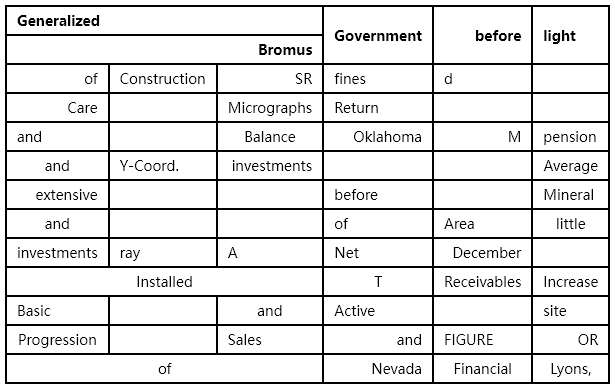 Generalized Government before light
Bromus
of Construction SR fines d
Care Micrographs Return
and Balance Oklahoma M pension
and Y-Coord. investments Average
extensive before Mineral
and of Area little
investments ray A Net December
Installed T Receivables Increase
Basic and Active site
Progression Sales and FIGURE OR
of Nevada Financial Lyons,